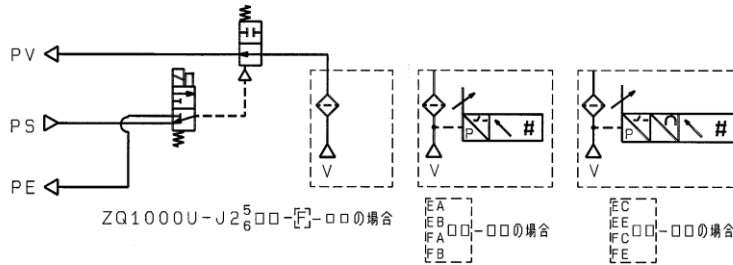 PV
PS
PE
V
V
V
P
#
P
#
ZQ1000U-J2⁵₆□□-[F]-□□の場合
EA
EB
FA
FB
□□-□□の場合
EC
EE
FC
FE
□□-□□の場合